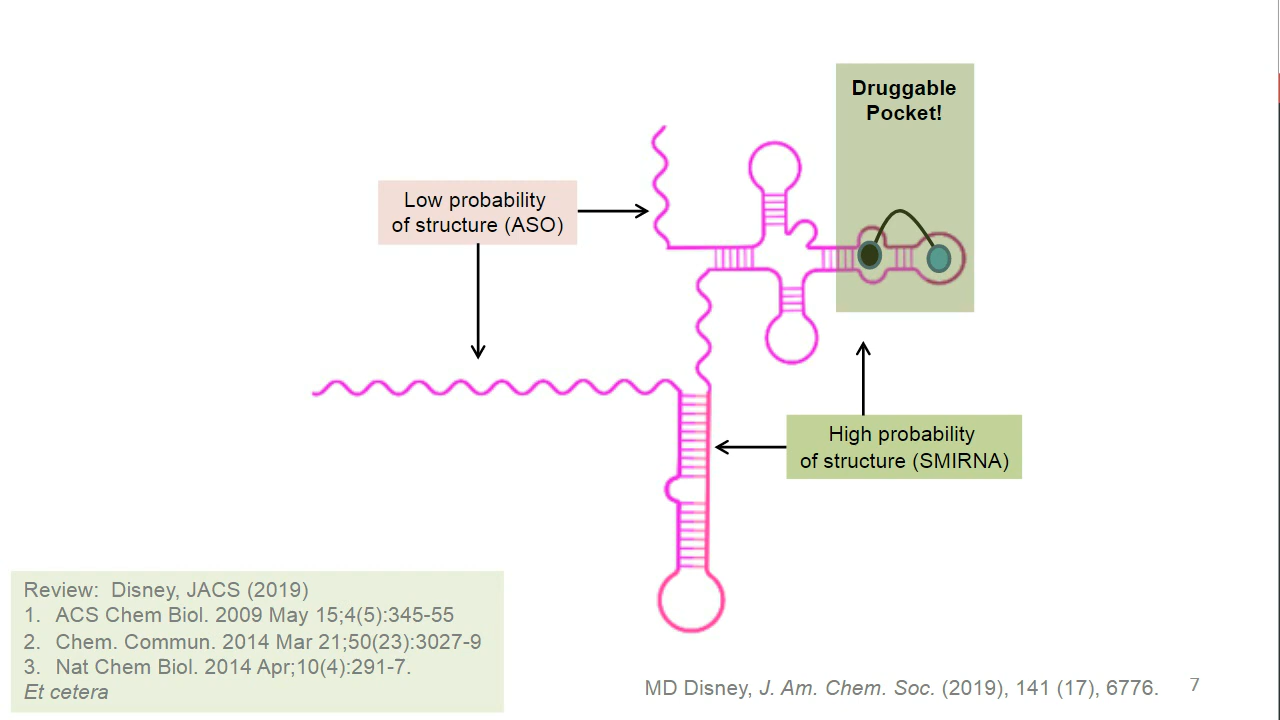 Druggable
Pocket!
Low probability
of structure (ASO)
High probability
of structure (SMIRNA)
Review:  Disney, JACS (2019)
1. ACS Chem Biol. 2009 May 15;4(5):345-55
2. Chem. Commun. 2014 Mar 21;50(23):3027-9
3. Nat Chem Biol. 2014 Apr;10(4):291-7.
Et cetera
MD Disney, J. Am. Chem. Soc. (2019), 141 (17), 6776.
7